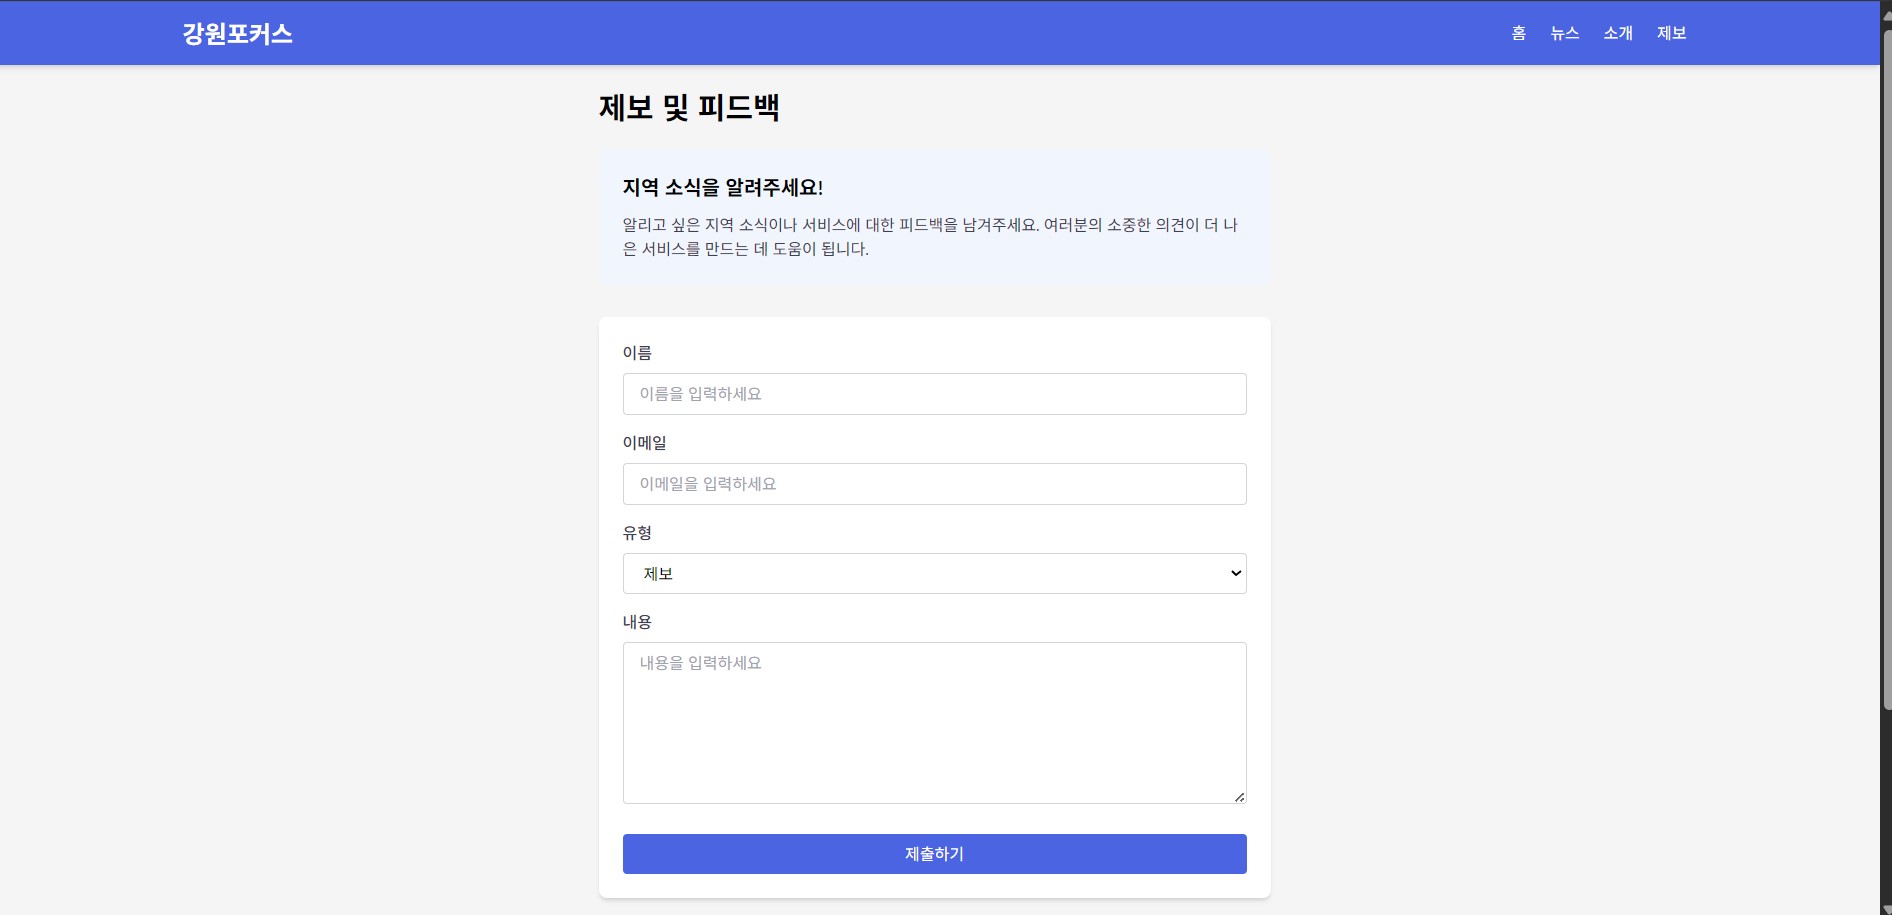 강원포커스
홈 뉴스 소개 제보
제보 및 피드백
지역 소식을 알려주세요!
알리고 싶은 지역 소식이나 서비스에 대한 피드백을 남겨주세요. 여러분의 소중한 의견이 더 나
은 서비스를 만드는 데 도움이 됩니다.
이름
이름을 입력하세요
이메일
이메일을 입력하세요
유형
제보
내용
내용을 입력하세요
제출하기